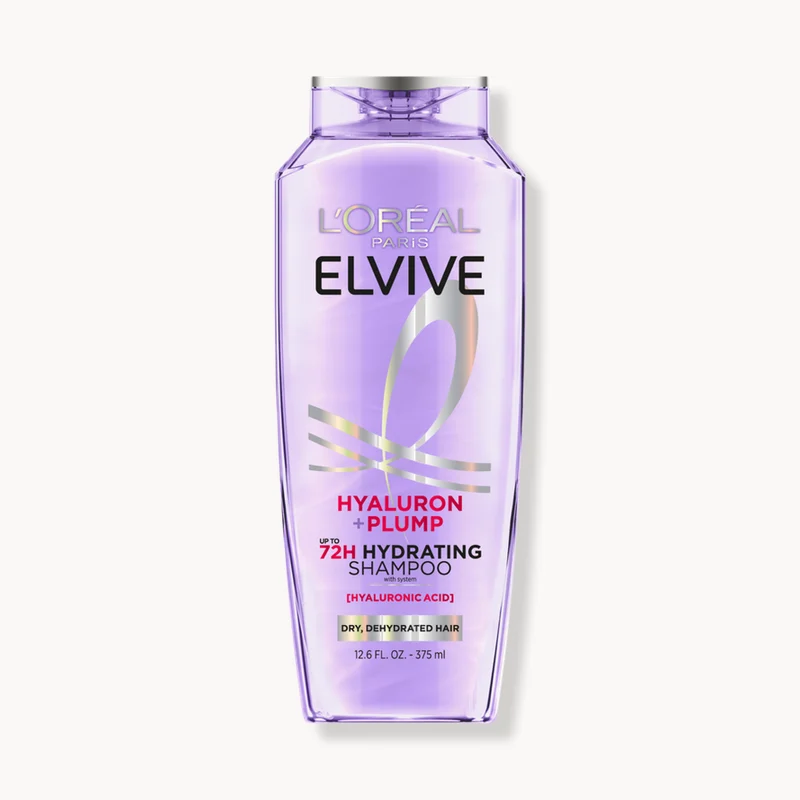 L'ORÉAL
PARIS
ELVIVE
HYALURON
+PLUMP
UP TO
72H HYDRATING
SHAMPOO
with system
[HYALURONIC ACID]
DRY, DEHYDRATED HAIR
12.6 FL. OZ. - 375 ml